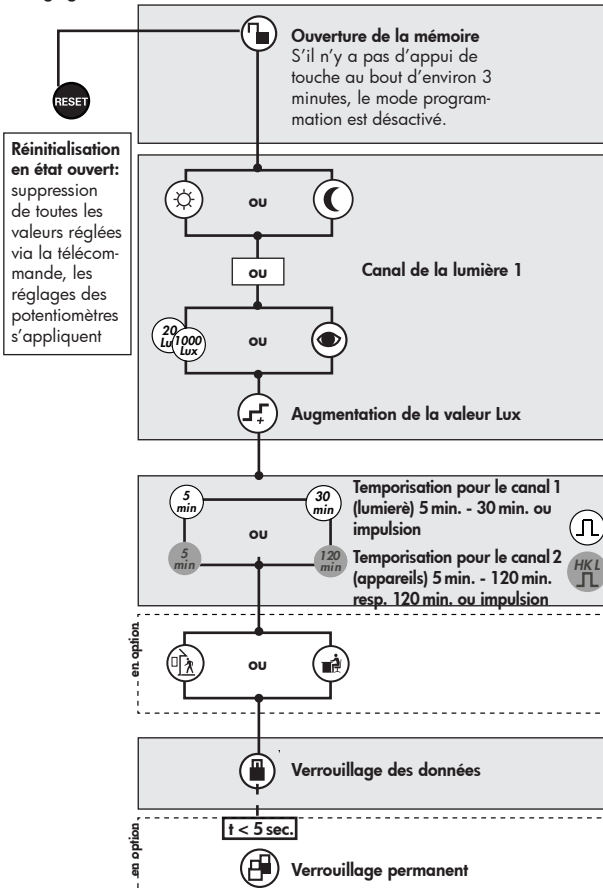 Ouverture de la mémoire
S'il n'y a pas d'appui de
touche au bout d'environ 3
minutes, le mode program-
mation est désactivé.
RESET
Réinitialisation
en état ouvert:
suppression
de toutes les
valeurs réglées
via la télécom-
mande, les
réglages des
potentiomètres
s'appliquent
ou
ou
Canal de la lumière 1
20
Lu
1000
Lux
ou
Augmentation de la valeur Lux
5
min
30
min
ou
5
min
120
min
Temporisation pour le canal 1
(lumierè) 5 min. - 30 min. ou
impulsion
Temporisation pour le canal 2
(appareils) 5 min. - 120 min.
resp. 120 min. ou impulsion
HKL
en option
ou
Verrouillage des données
t < 5 sec.
en option
Verrouillage permanent